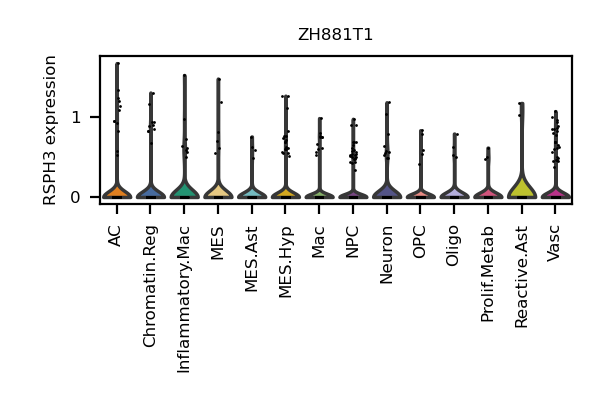 ZH881T1
RSPH3 expression
1
0
AC
Chromatin.Reg
Inflammatory.Mac
MES
MES.Ast
MES.Hyp
Mac
NPC
Neuron
OPC
Oligo
Prolif.Metab
Reactive.Ast
Vasc